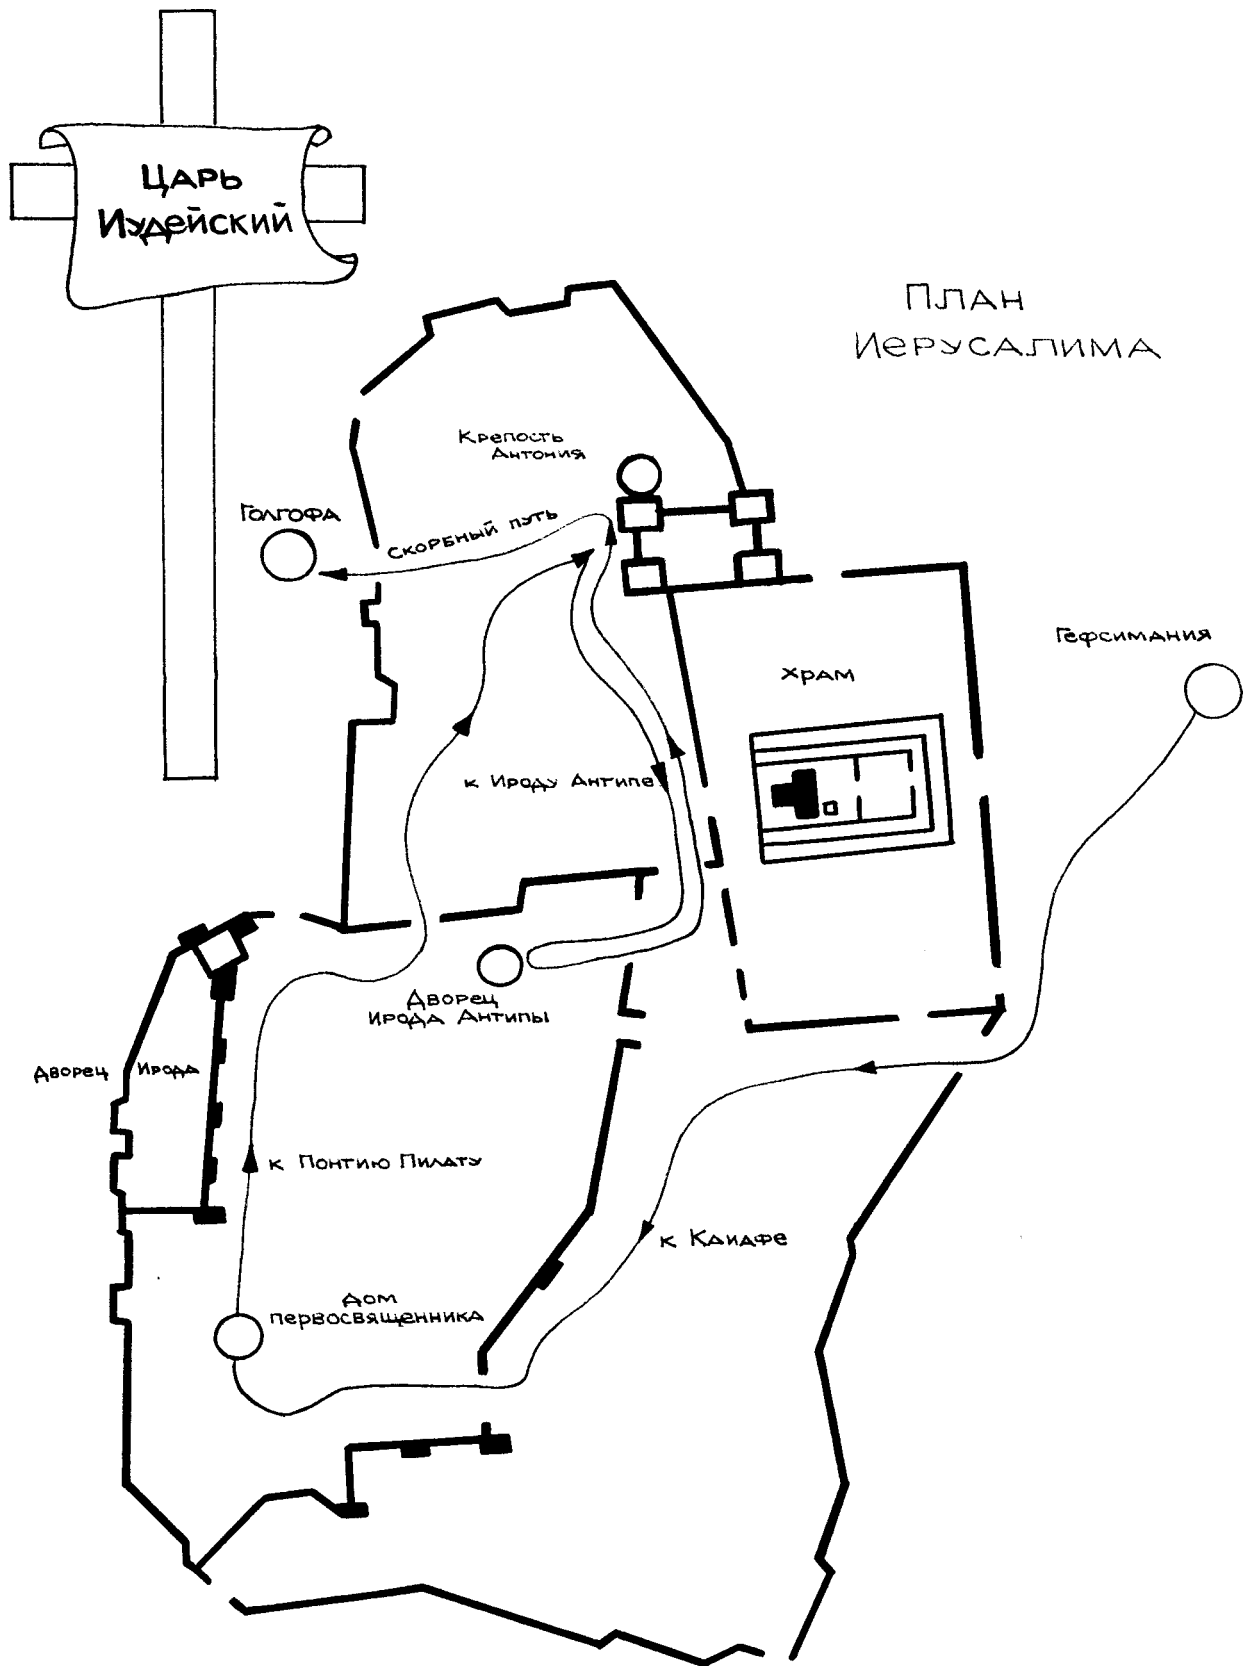 Царь
Иудейский
План
Иерусалима
Крепость
Антония
Голгофа
скорбный путь
Гефсимания
храм
к Ироду Антипе
Дворец
Ирода Антипы
Дворец Ирода
к Понтию Пилату
к Каиафе
Дом
первосвященника